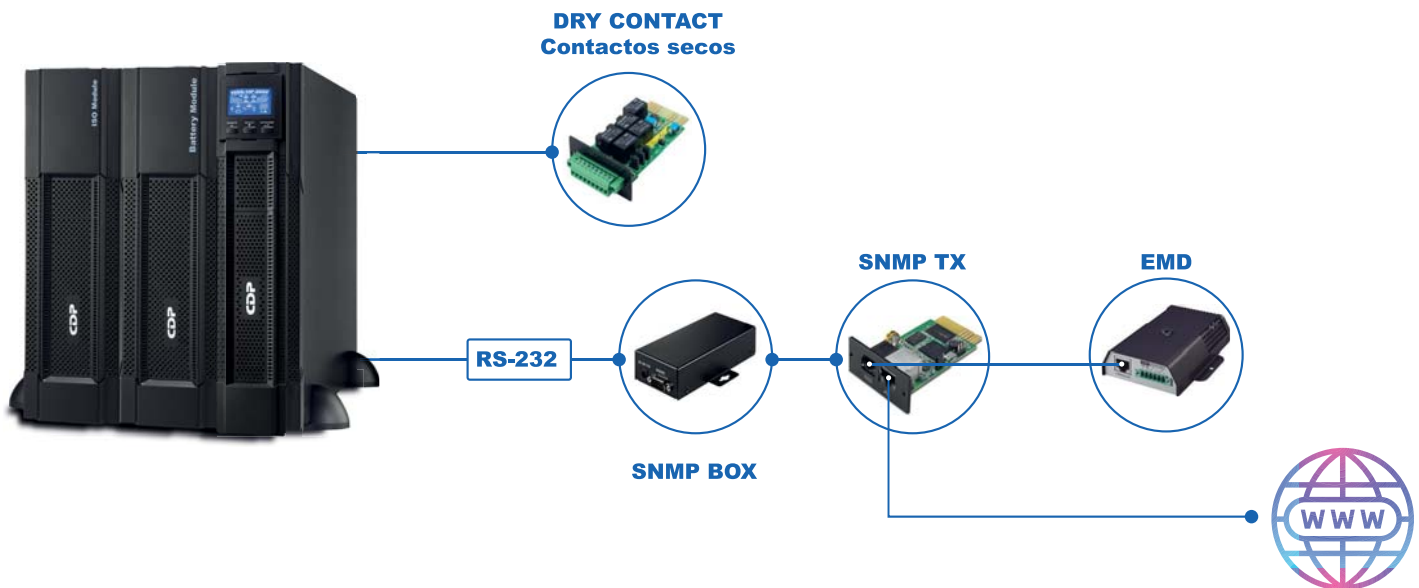 DRY CONTACT
Contactos secos
ISO Module
Battery Module
CDP
CDP
CDP
RS-232
SNMP BOX
SNMP TX
EMD
WWW